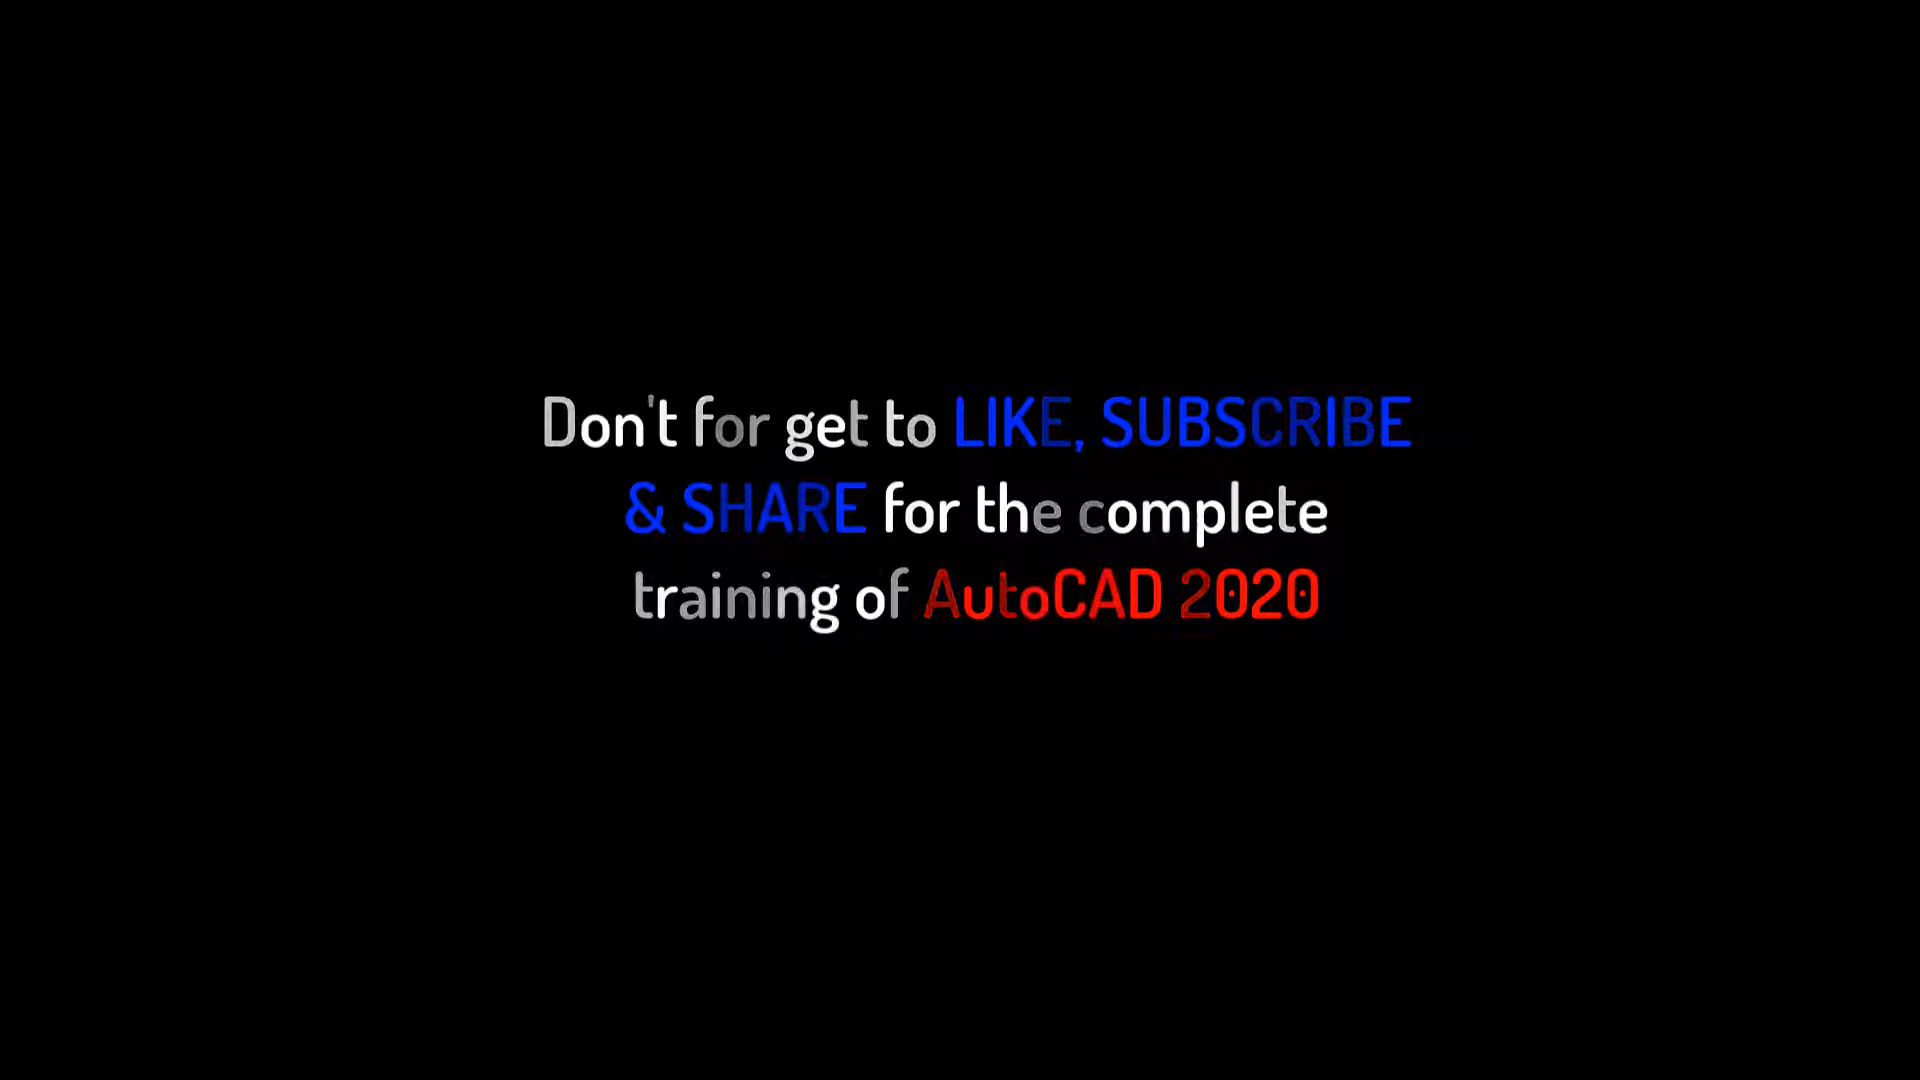 Don't for get to LIKE, SUBSCRIBE
& SHARE for the complete
training of AutoCAD 2020